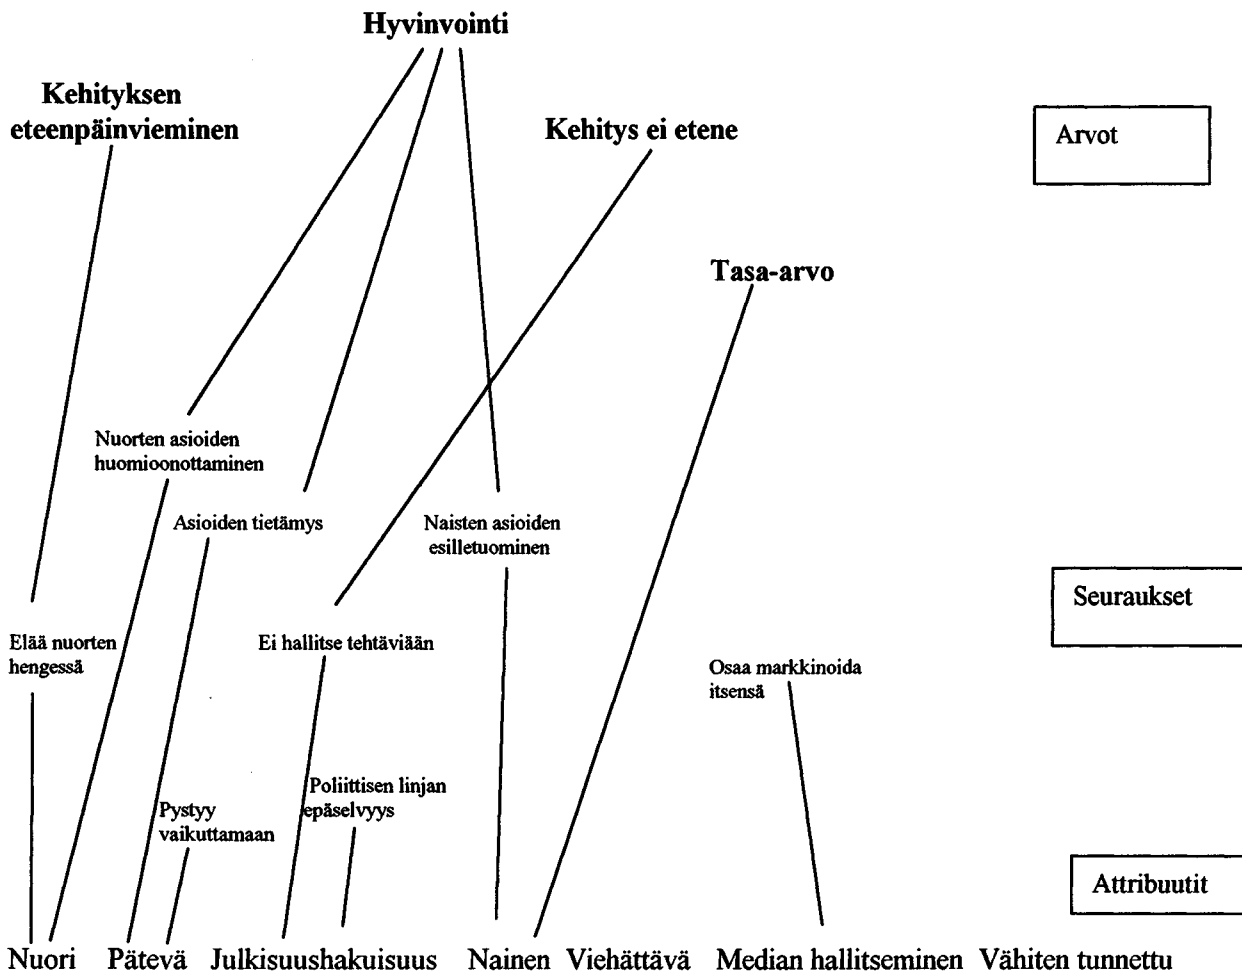 Hyvinvointi
Kehityksen
eteenpäinvieminen
Kehitys ei etene
Arvot
Tasa-arvo
Nuorten asioiden
huomioonottaminen
Asioiden tietämys
Naisten asioiden
esilletuominen
Seuraukset
Elää nuorten
hengessä
Ei hallitse tehtäviään
Osaa markkinoida
itsensä
Poliittisen linjan
epäselvyys
Pystyy
vaikuttamaan
Attribuutit
Nuori Pätevä Julkisuushakuisuus Nainen Viehättävä Median hallitseminen Vähiten tunnettu